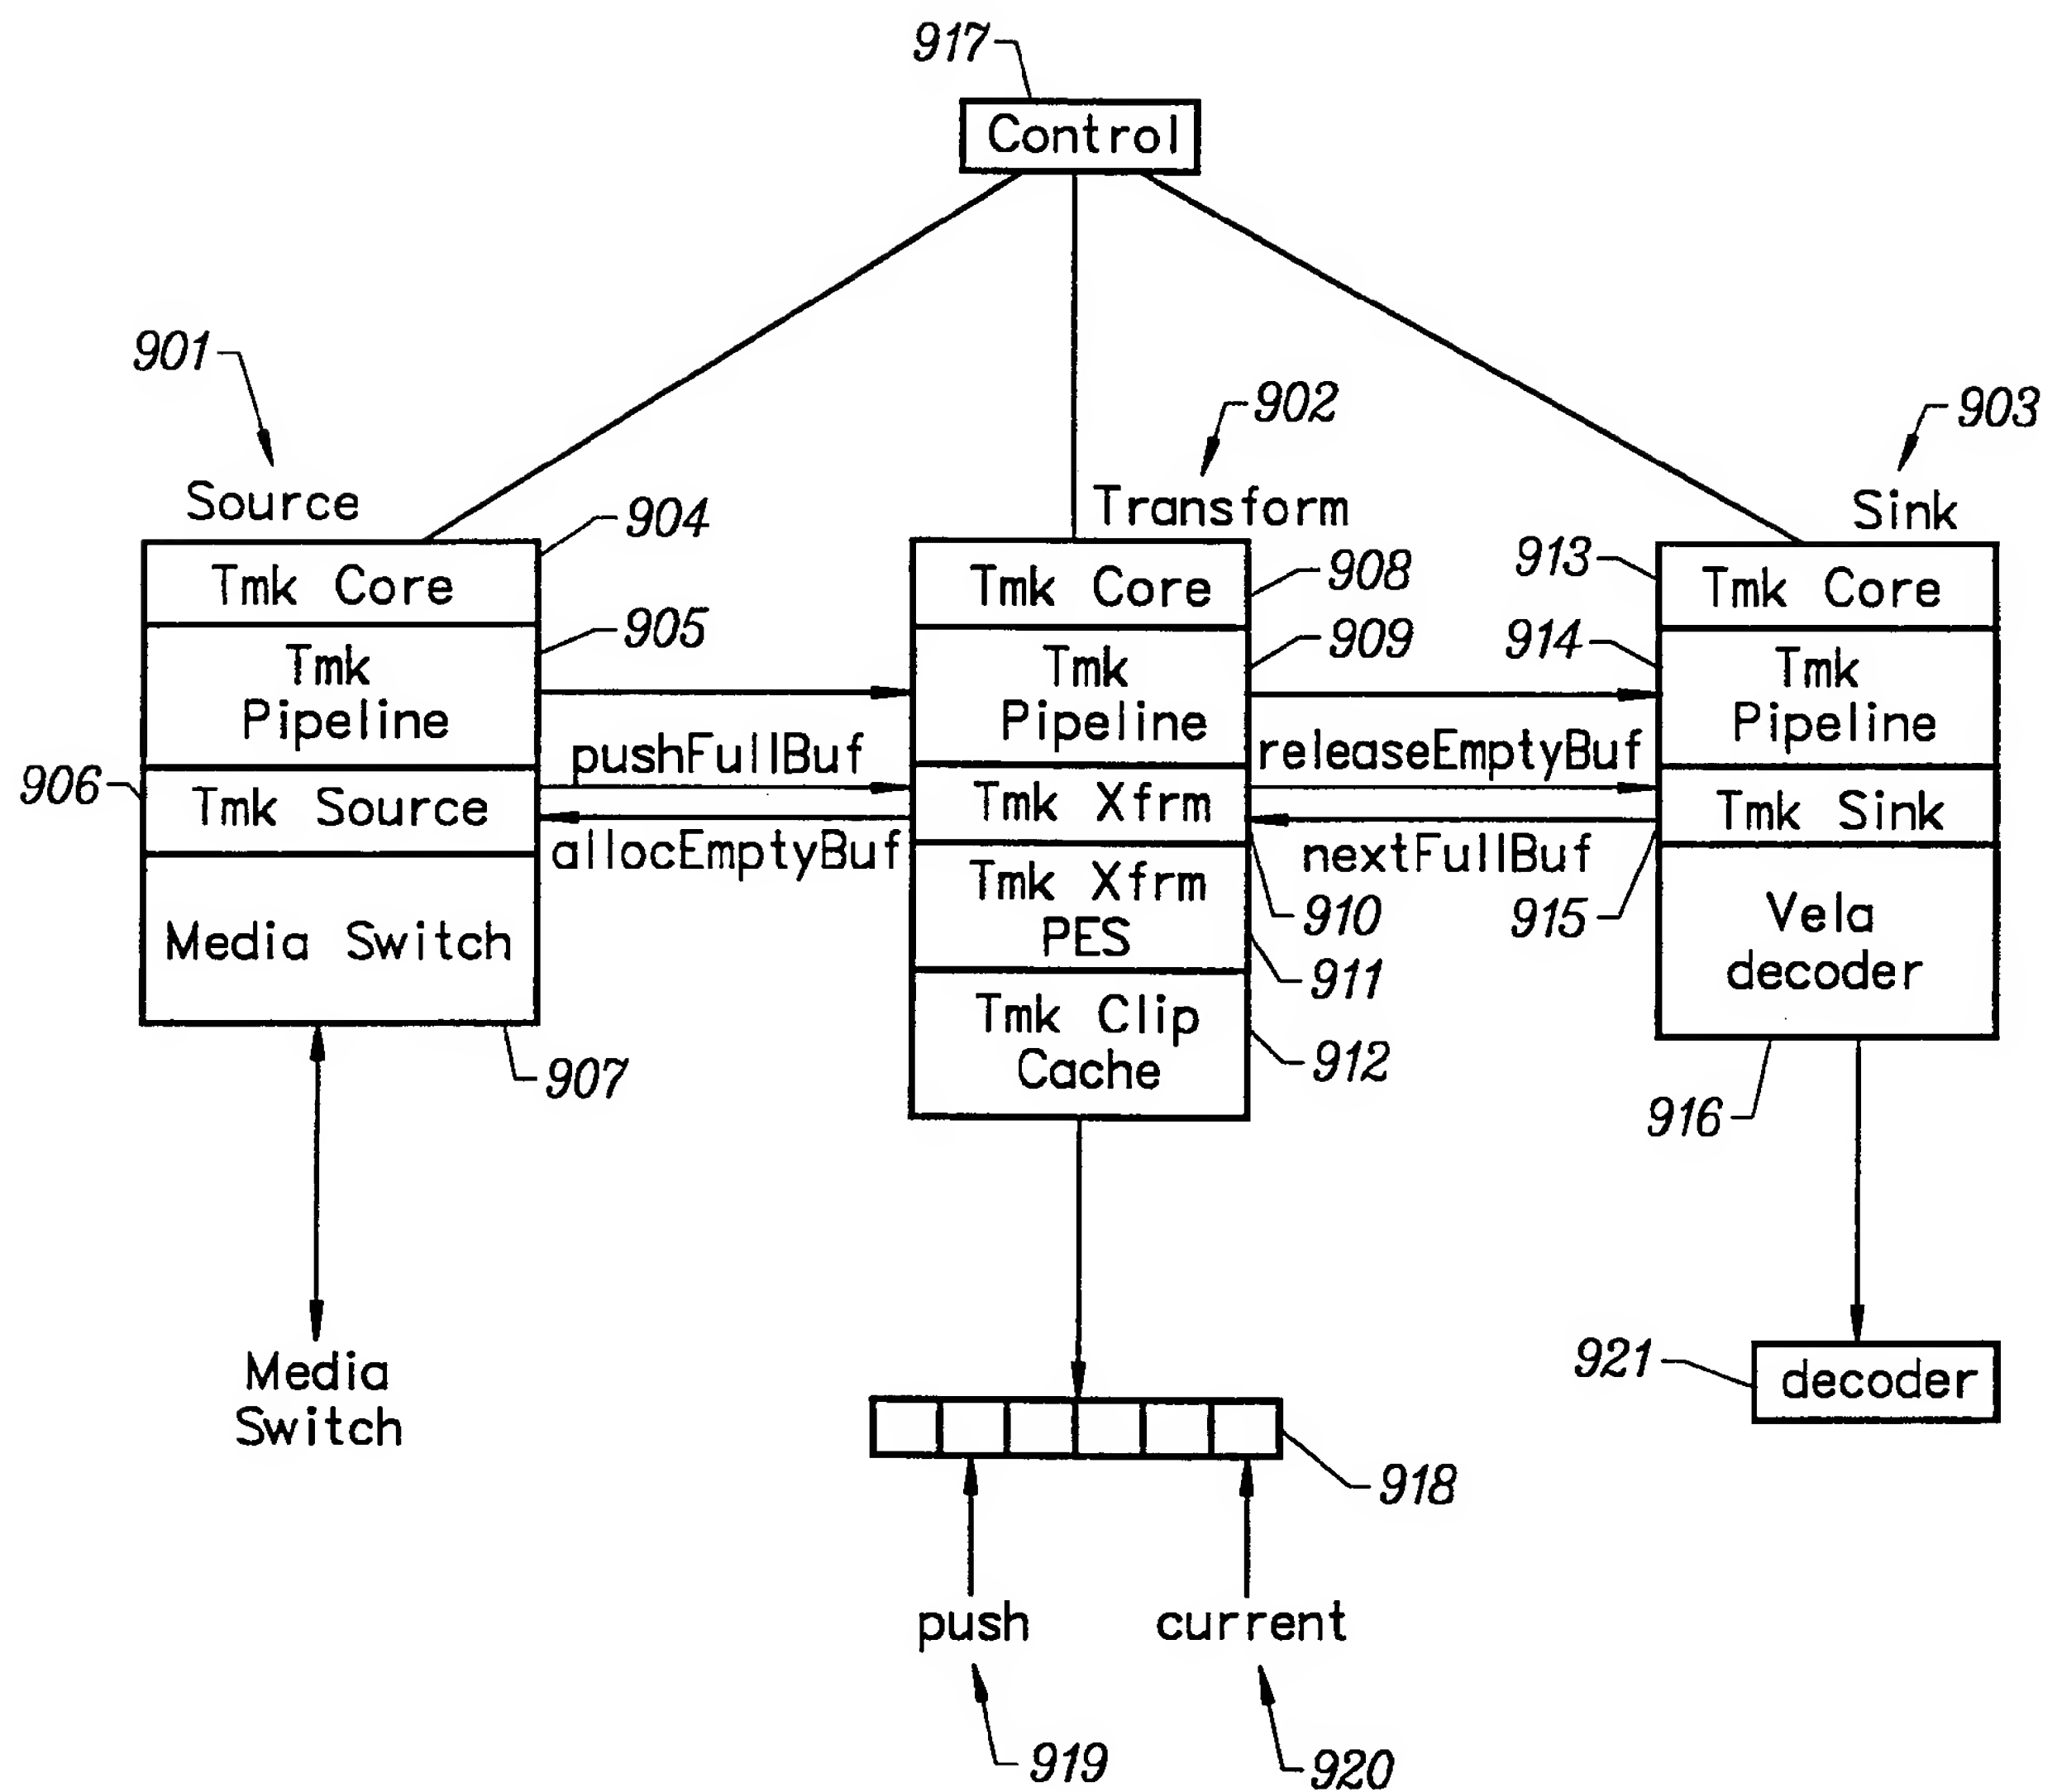 917
Control
901
902
903
Source
Transform
Sink
904
Tmk Core
905
Tmk
Pipeline
906
Tmk Source
Media Switch
907
pushFullBuf
allocEmptyBuf
Tmk Core
908
Tmk
Pipeline
909
Tmk Xfrm
910
Tmk Xfrm
PES
911
Tmk Clip
Cache
912
releaseEmptyBuf
nextFullBuf
913
Tmk Core
914
Tmk
Pipeline
Tmk Sink
915
Vela
decoder
916
Media
Switch
921
decoder
918
push
current
919
920